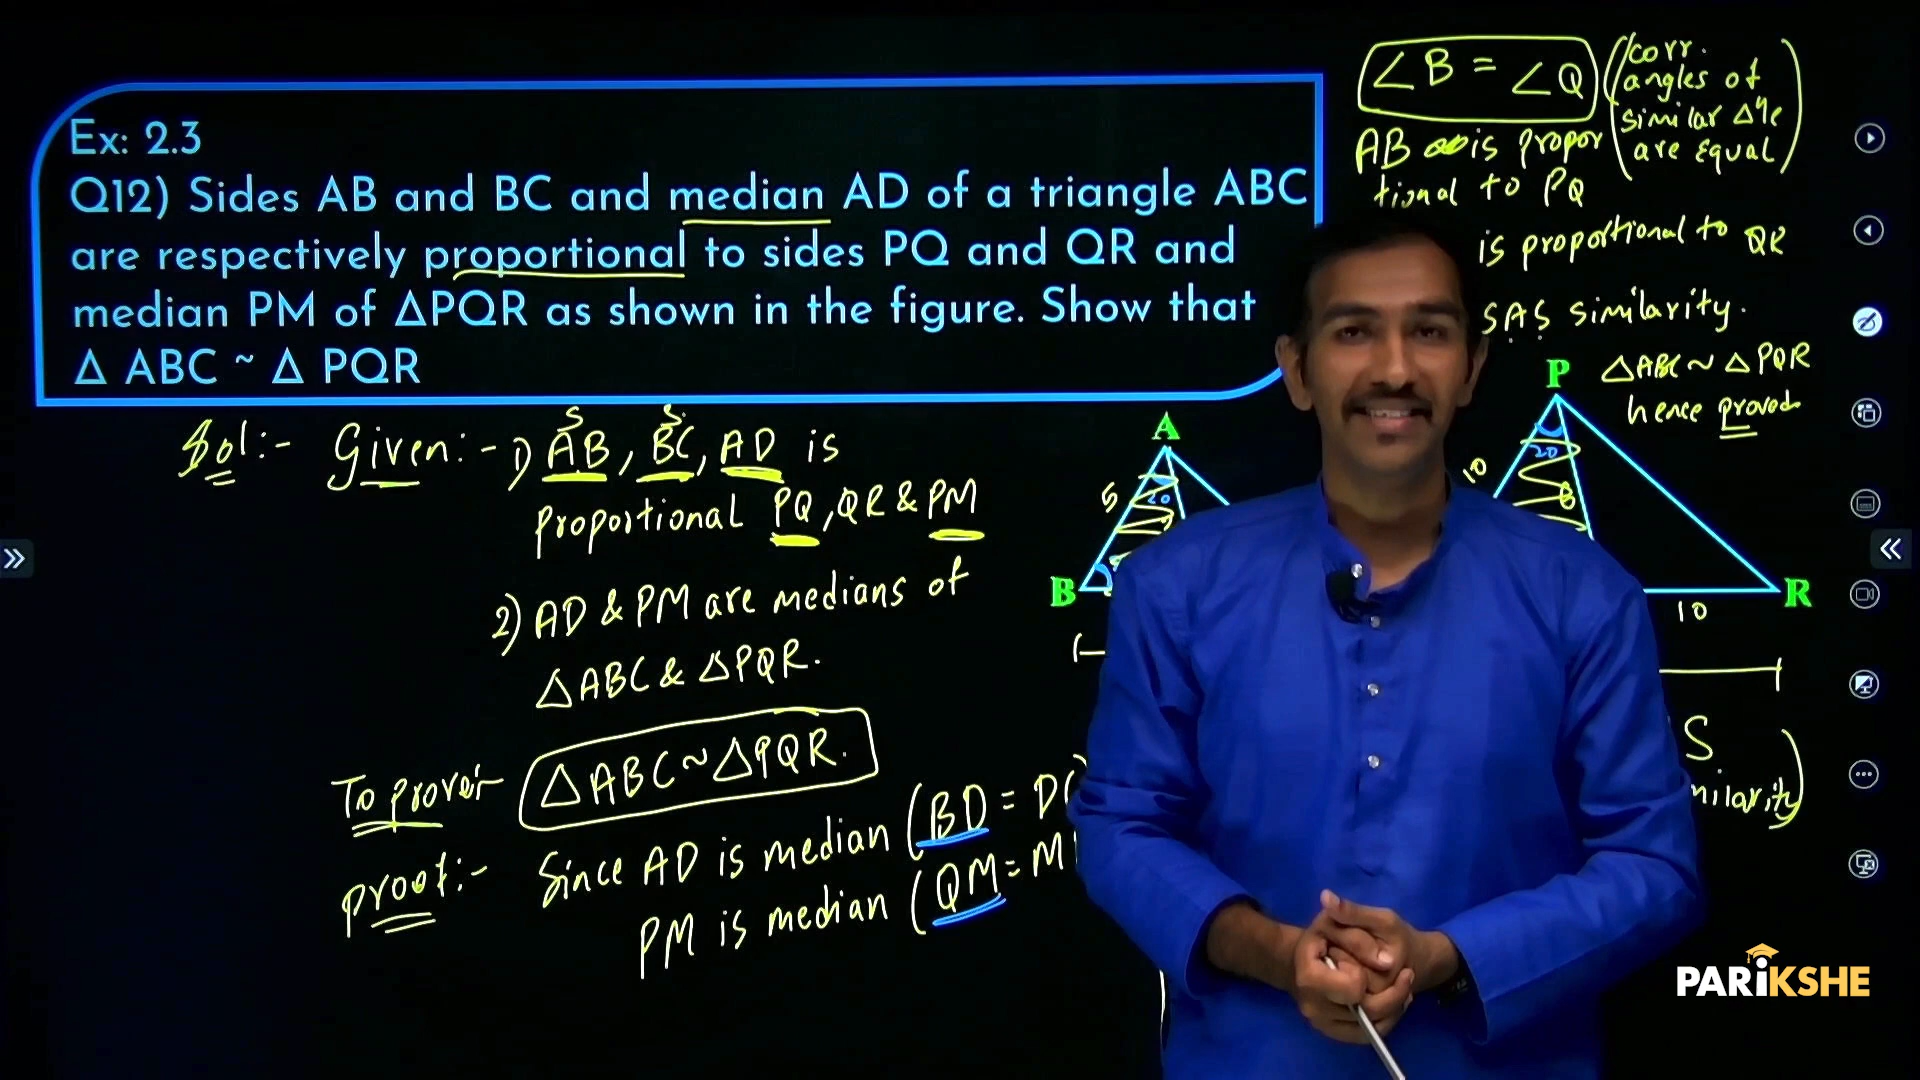 Ex: 2.3
Q12) Sides AB and BC and median AD of a triangle ABC
are respectively proportional to sides PQ and QR and
median PM of ΔPQR as shown in the figure. Show that
Δ ABC ~ Δ PQR
Sol:- Given:- 1) AB, BC, AD is
S S
proportional PQ, QR & PM
2) AD & PM are medians of
ΔABC & ΔPQR.
To prove:- ΔABC ~ ΔPQR.
proof:- Since AD is median (BD = D
PM is median (QM = M
∠B = ∠Q
(corr.
angles of
similar Δle
are equal)
AB is propor
tional to PQ
is proportional to QR
SAS similarity.
ΔABC ~ ΔPQR
hence proved
A
5
20
B
P
10
20
6
R
10
S
milarity)
PARiKSHE